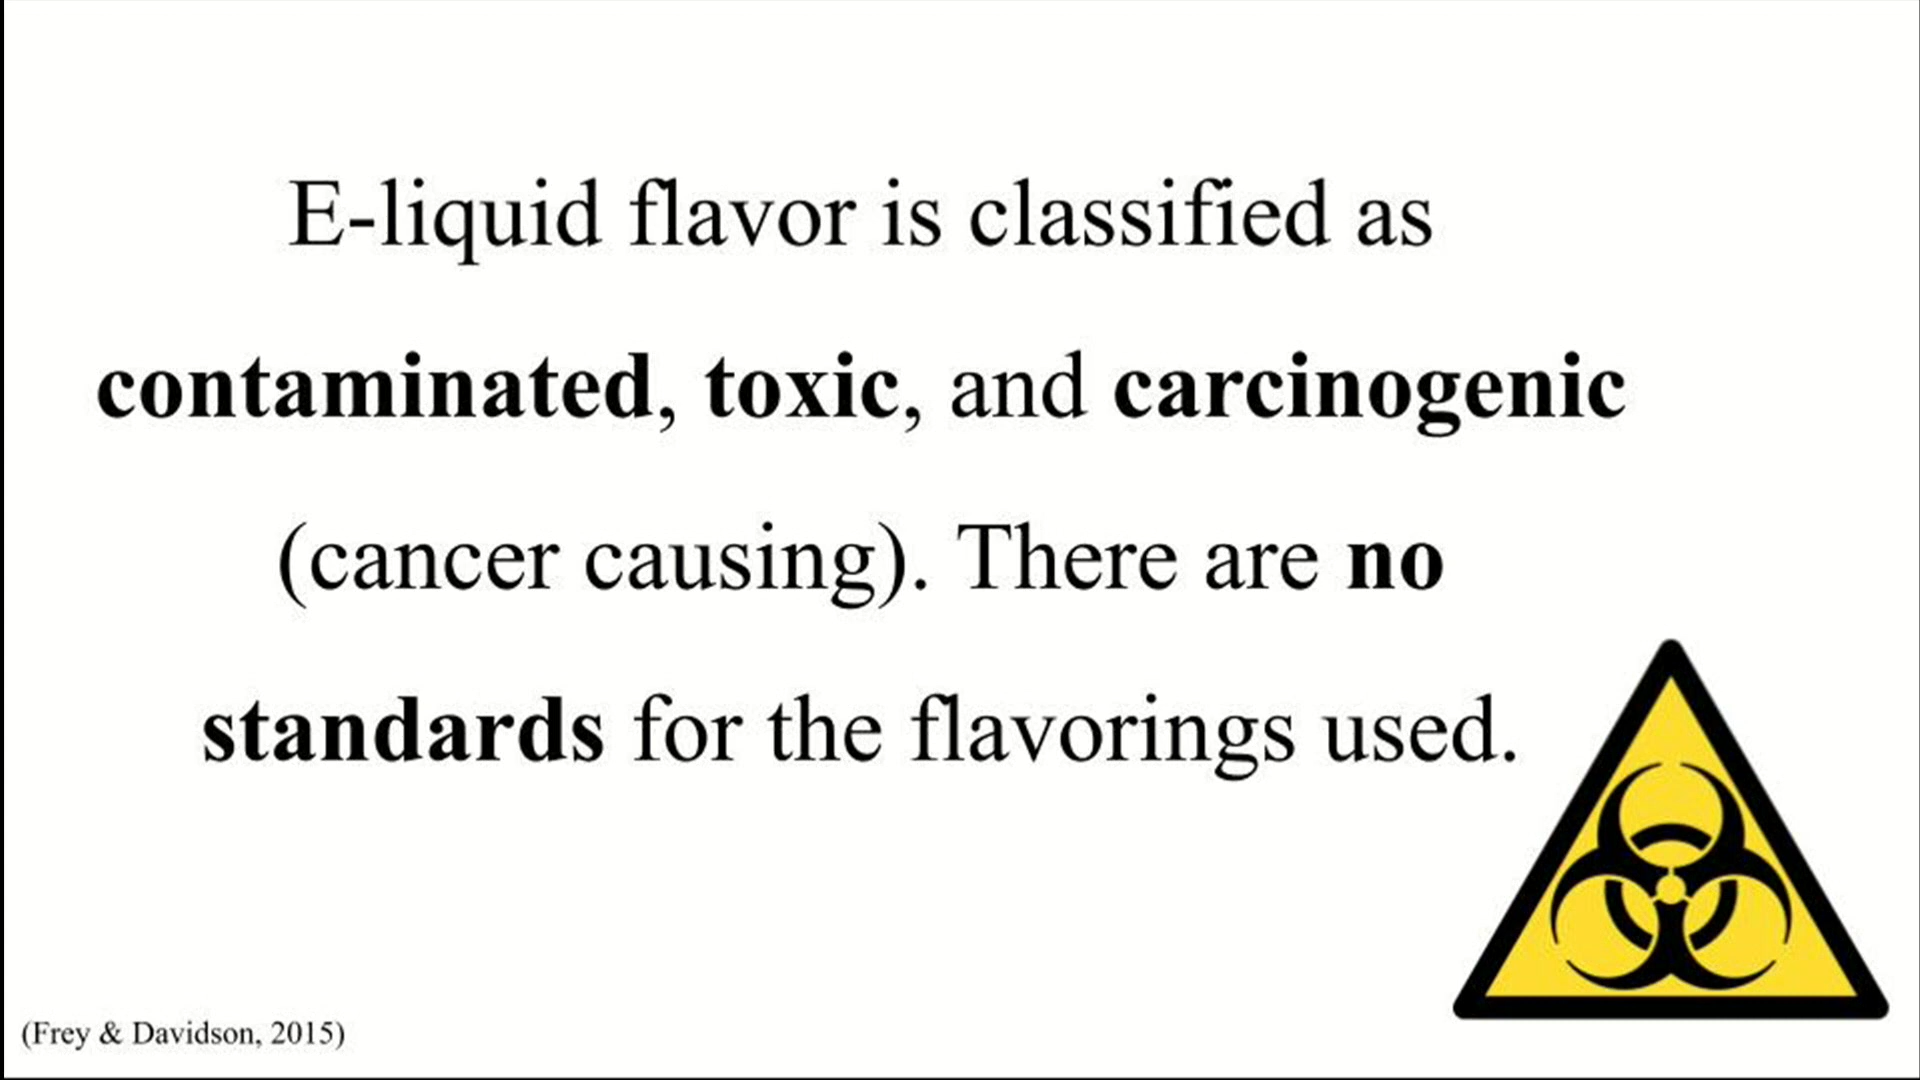 E-liquid flavor is classified as
contaminated, toxic, and carcinogenic
(cancer causing). There are no
standards for the flavorings used.
(Frey & Davidson, 2015)